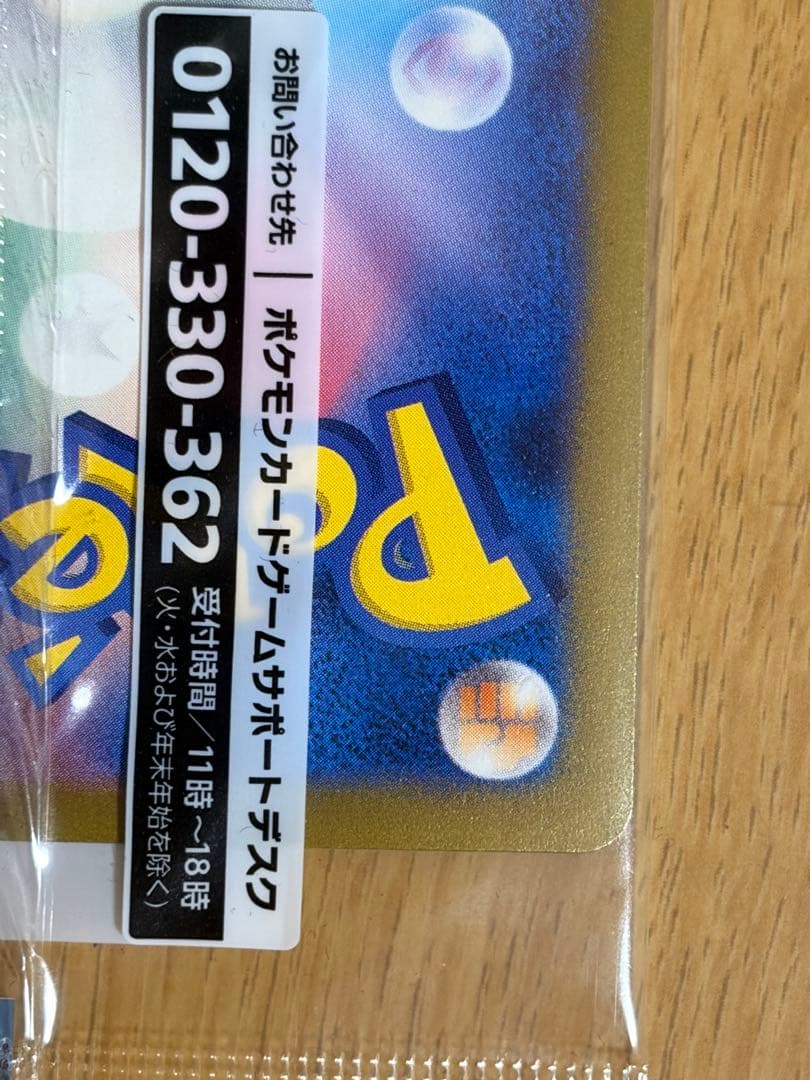 お問い合わせ先｜ポケモンカードゲームサポートデスク
0120-330-362 受付時間／11時～18時
(火・水および年末年始を除く)
Poké